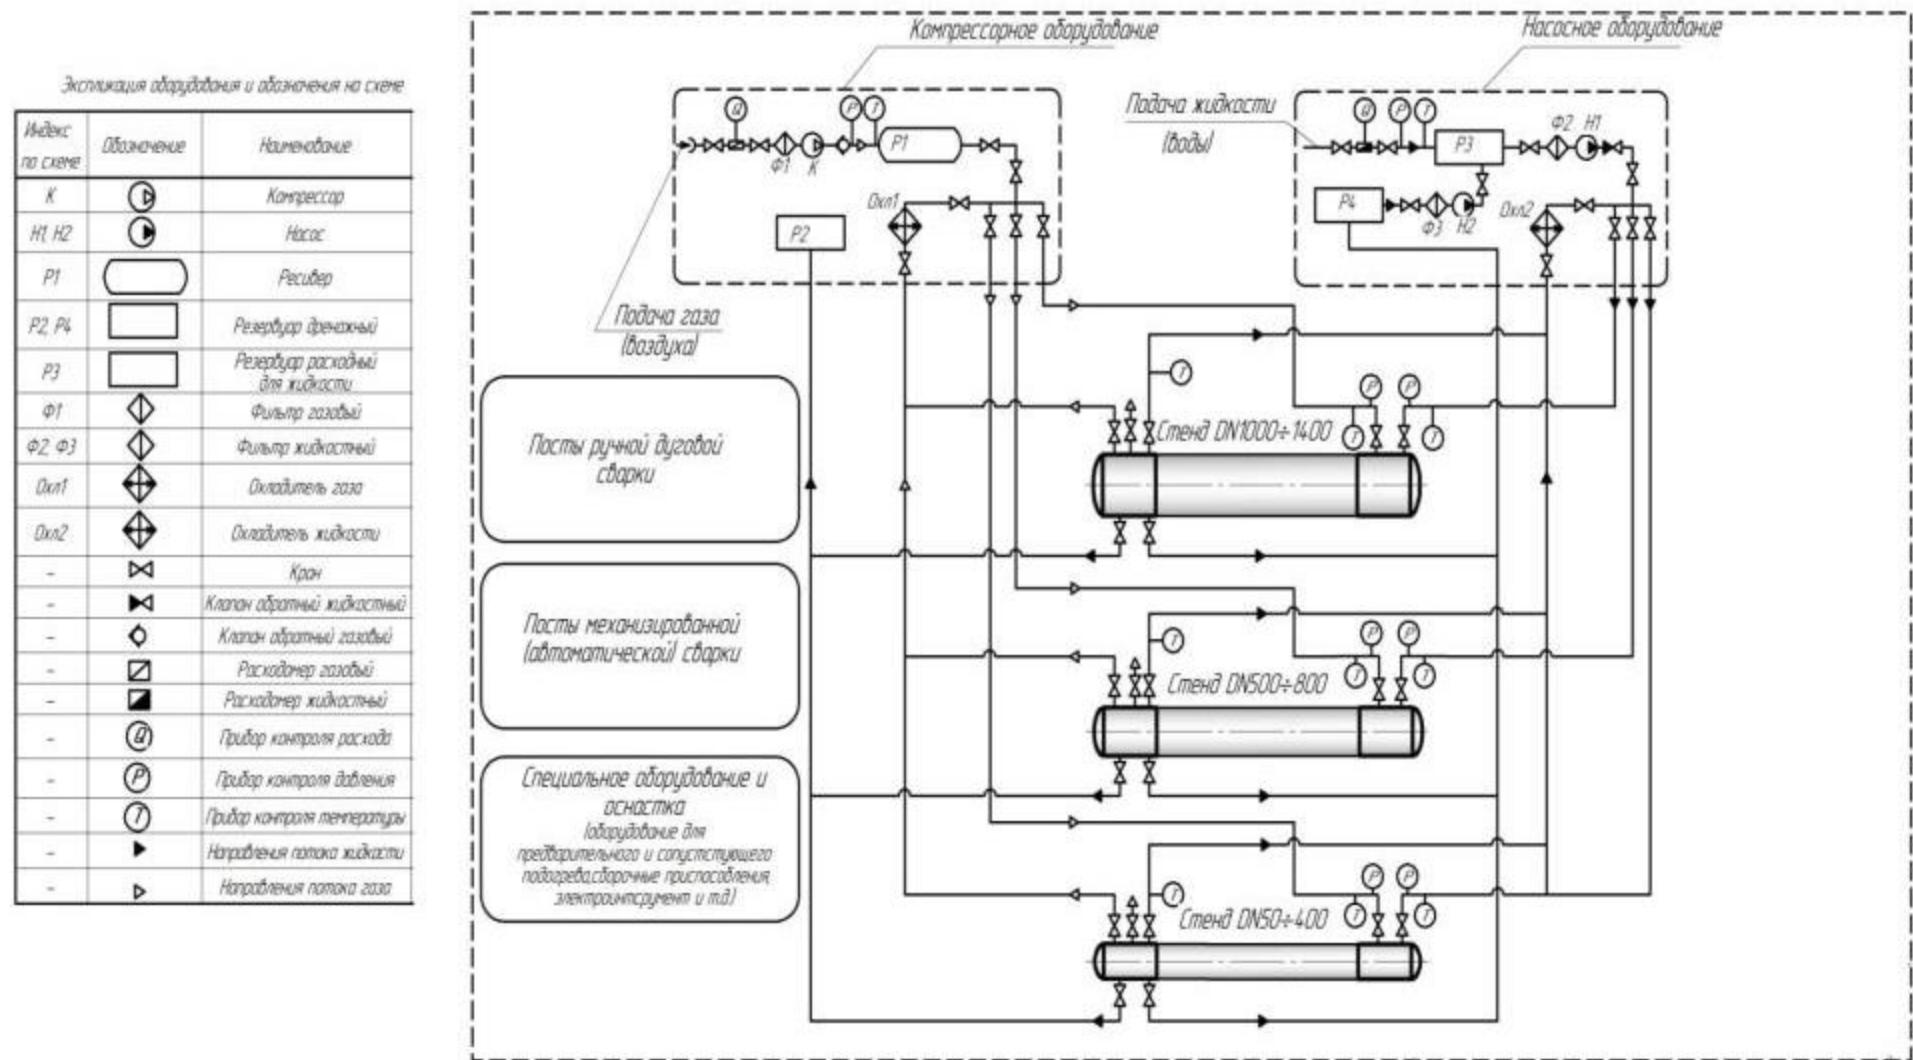 Экспликация оборудования и обозначения на схеме
Индекс по схеме
Обозначение
Наименование
К
Компрессор
Н1, Н2
Насос
Р1
Ресивер
Р2, Р4
Резервуар дренажный
Р3
Резервуар расходный
для жидкости
Ф1
Фильтр газовый
Ф2, Ф3
Фильтр жидкостный
Охл1
Охладитель газа
Охл2
Охладитель жидкости
–
Кран
–
Клапан обратный жидкостный
–
Клапан обратный газовый
–
Расходомер газовый
–
Расходомер жидкостный
–
Q
Прибор контроля расхода
–
P
Прибор контроля давления
–
T
Прибор контроля температуры
–
Направления потока жидкости
–
Направления потока газа
Компрессорное оборудование
Насосное оборудование
Q
P
T
Ф1
К
Р1
Охл1
Р2
Подача газа
(воздуха)
Подача жидкости
(воды)
Q
P
T
Р3
Ф2
Н1
Р4
Ф3
Н2
Охл2
Посты ручной дуговой
сварки
Посты механизированной
(автоматической) сварки
Специальное оборудование и
оснастка
(оборудование для
предварительного и сопустстующего
подогрева,сборочные приспособления,
электроинтсрумент и т.д.)
T
P
P
Стенд DN1000÷1400
T
T
T
P
P
Стенд DN500÷800
T
T
T
P
P
Стенд DN50÷400
T
T